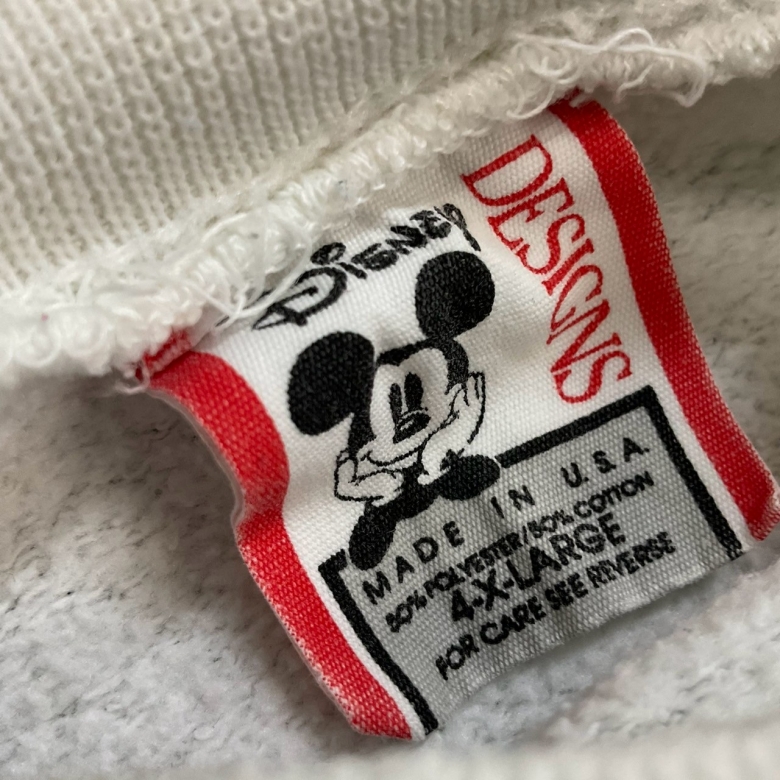 Disney
DESIGNS
MADE IN U.S.A.
50% POLYESTER/50% COTTON
4-X-LARGE
FOR CARE SEE REVERSE